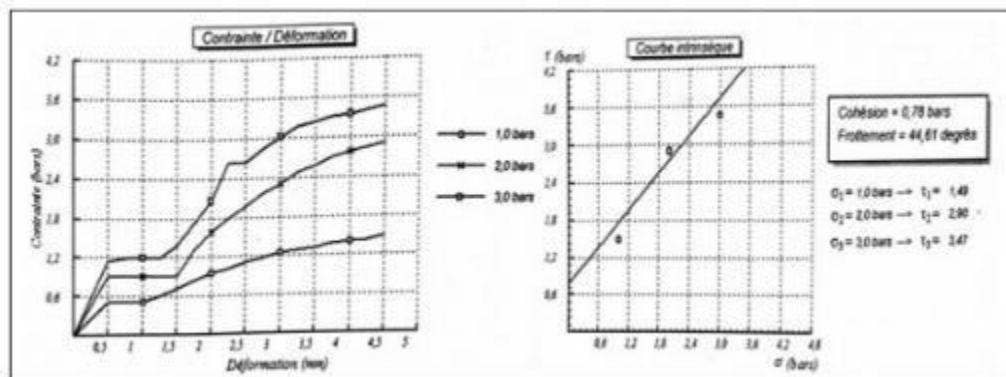 Contrainte / Déformation
Contrainte (bars)
4,2
3,6
3,0
2,4
1,8
1,2
0,6
0,5 1 1,5 2 2,5 3 3,5 4 4,5 5
Déformation (mm)
1,0 bars
2,0 bars
3,0 bars
Courbe intrinsèque
τ (bars)
4,2
3,6
3,0
2,4
1,8
1,2
0,6
0,6 1,2 1,8 2,4 3,0 3,6 4,2 4,8
σ (bars)
Cohésion = 0,78 bars
Frottement = 44,61 degrés
σ1 = 1,0 bars → τ1 = 1,49
σ2 = 2,0 bars → τ2 = 2,90
σ3 = 3,0 bars → τ3 = 3,47